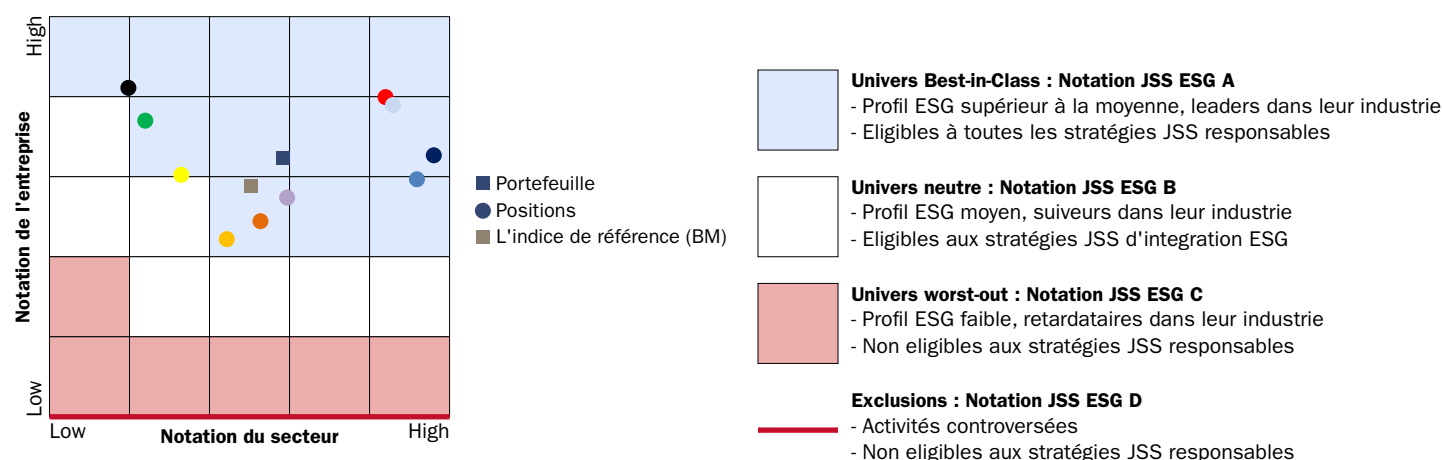 High
Notation de l'entreprise
Low
Low
Notation du secteur
High
Portefeuille
Positions
L'indice de référence (BM)
Univers Best-in-Class : Notation JSS ESG A
- Profil ESG supérieur à la moyenne, leaders dans leur industrie
- Eligibles à toutes les stratégies JSS responsables
Univers neutre : Notation JSS ESG B
- Profil ESG moyen, suiveurs dans leur industrie
- Eligibles aux stratégies JSS d'integration ESG
Univers worst-out : Notation JSS ESG C
- Profil ESG faible, retardataires dans leur industrie
- Non eligibles aux stratégies JSS responsables
Exclusions : Notation JSS ESG D
- Activités controversées
- Non eligibles aux stratégies JSS responsables